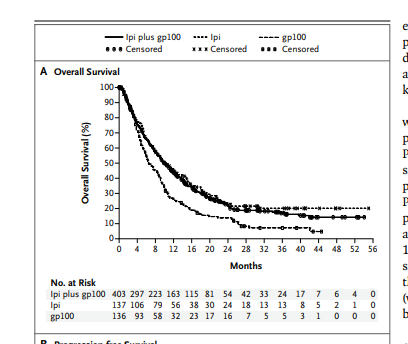 Ipi plus gp100 Ipi gp100
Censored Censored Censored
A Overall Survival
Overall Survival (%)
100
90
80
70
60
50
40
30
20
10
0
0 4 8 12 16 20 24 28 32 36 40 44 48 52 56
Months
No. at Risk
Ipi plus gp100 403 297 223 163 115 81 54 42 33 24 17 7 6 4 0
Ipi 137 106 79 56 38 30 24 18 13 13 8 5 2 1 0
gp100 136 93 58 32 23 17 16 7 5 5 3 1 0 0 0